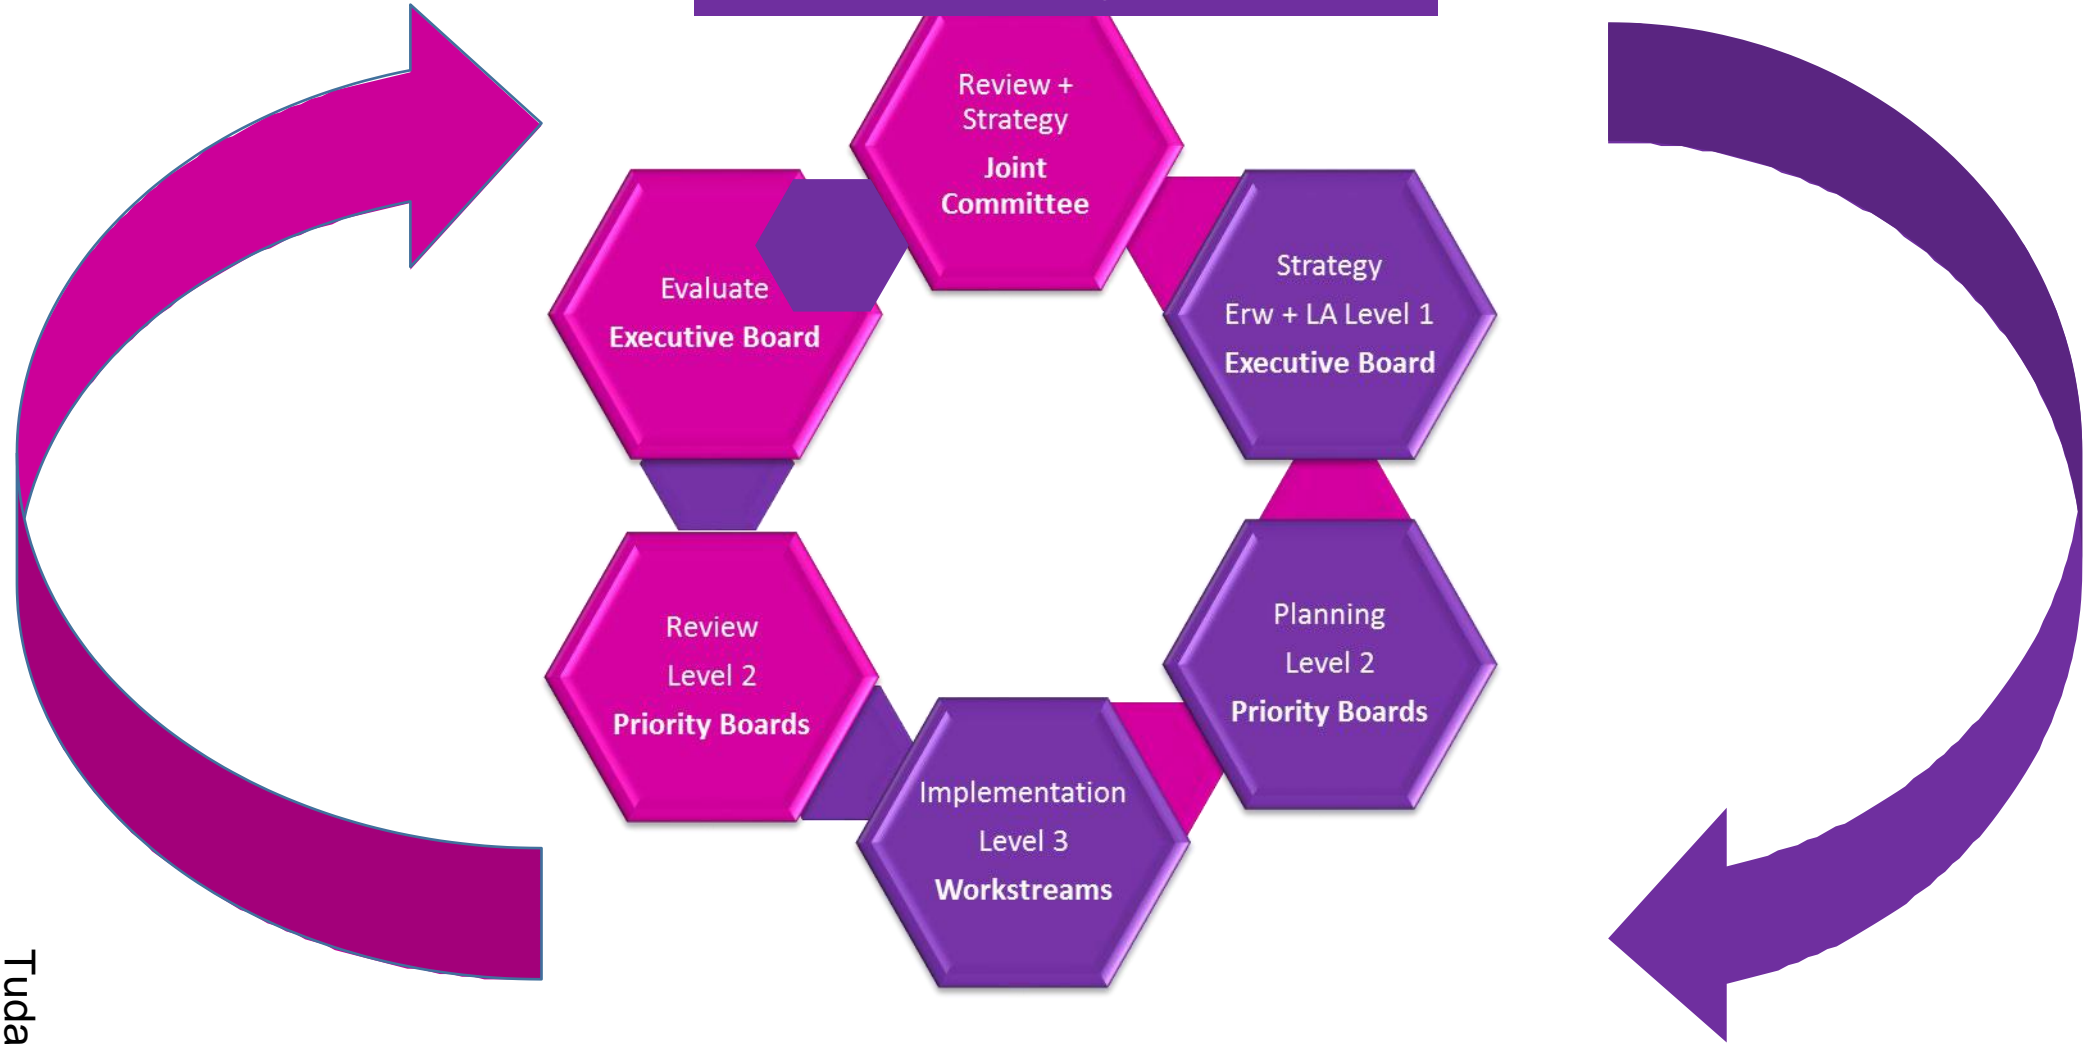 Review +
Strategy
Joint
Committee
Strategy
Erw + LA Level 1
Executive Board
Planning
Level 2
Priority Boards
Implementation
Level 3
Workstreams
Review
Level 2
Priority Boards
Evaluate
Executive Board
Tuda